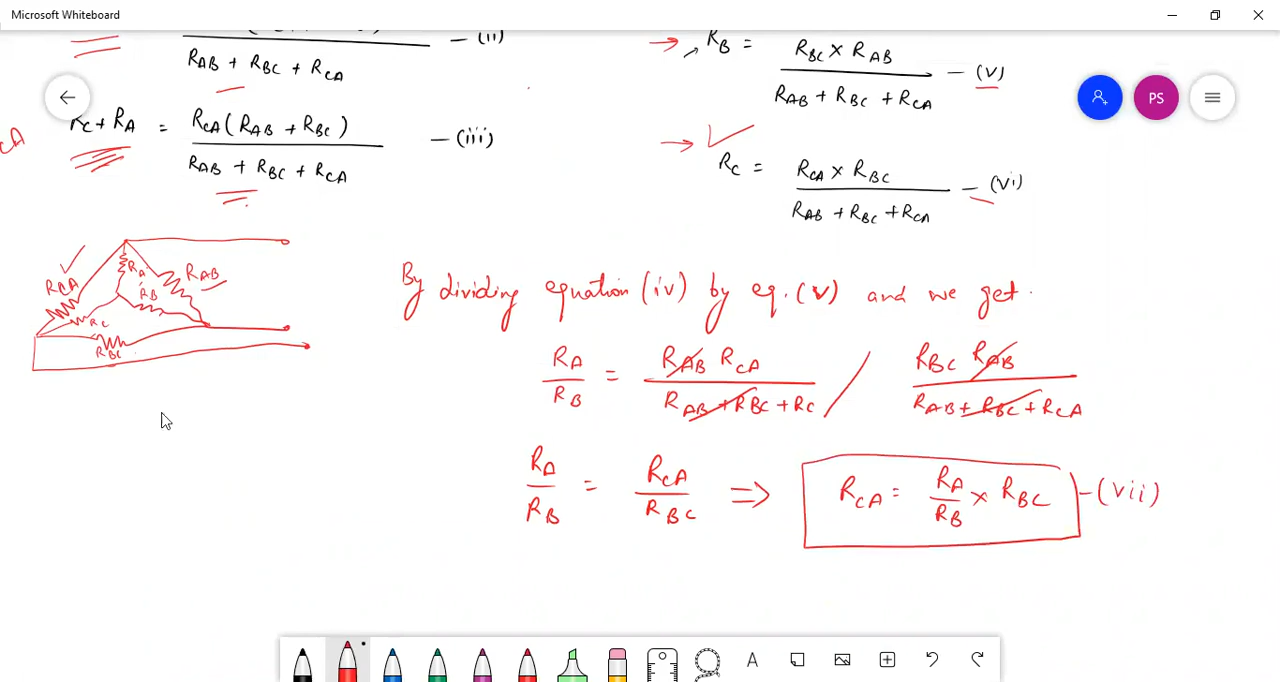 Microsoft Whiteboard
— (ii)
R_AB + R_BC + R_CA
R_C + R_A = R_CA (R_AB + R_BC) — (iii)
R_AB + R_BC + R_CA
CA
R_B = R_BC × R_AB — (v)
R_AB + R_BC + R_CA
R_C = R_CA × R_BC — (vi)
R_AB + R_BC + R_CA
PS
R_CA
R_A
R_B
R_AB
R_C
R_BC
By dividing equation (iv) by eq. (v) and we get.
R_A / R_B = R_AB R_CA / R_BC R_AB
R_AB + R_BC + R_C R_AB + R_BC + R_CA
R_A / R_B = R_CA / R_BC ⇒ R_CA = R_A / R_B × R_BC — (vii)
A